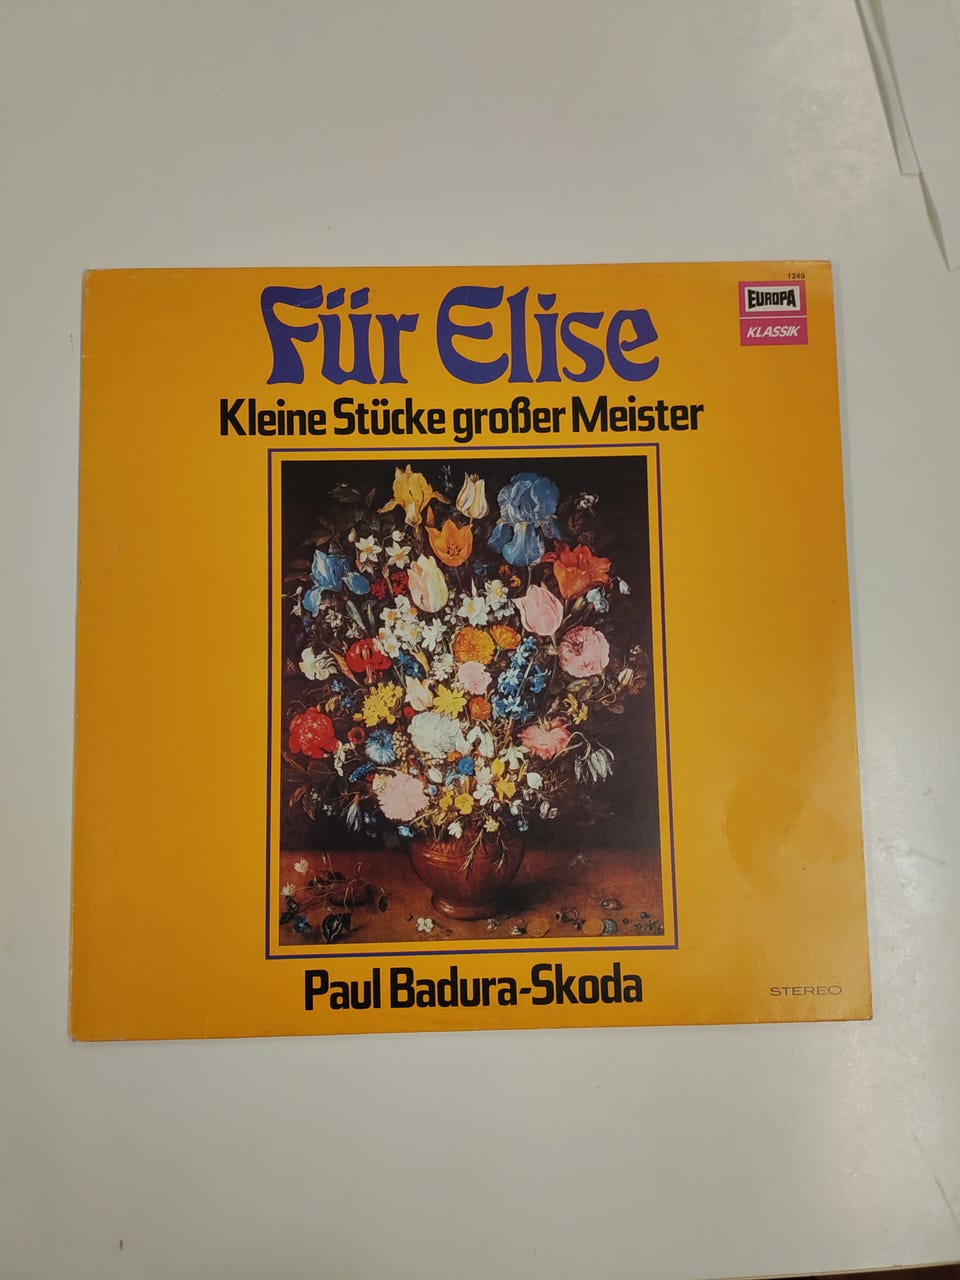 1249
EUROPA
KLASSIK
Für Elise
Kleine Stücke großer Meister
Paul Badura-Skoda
STEREO